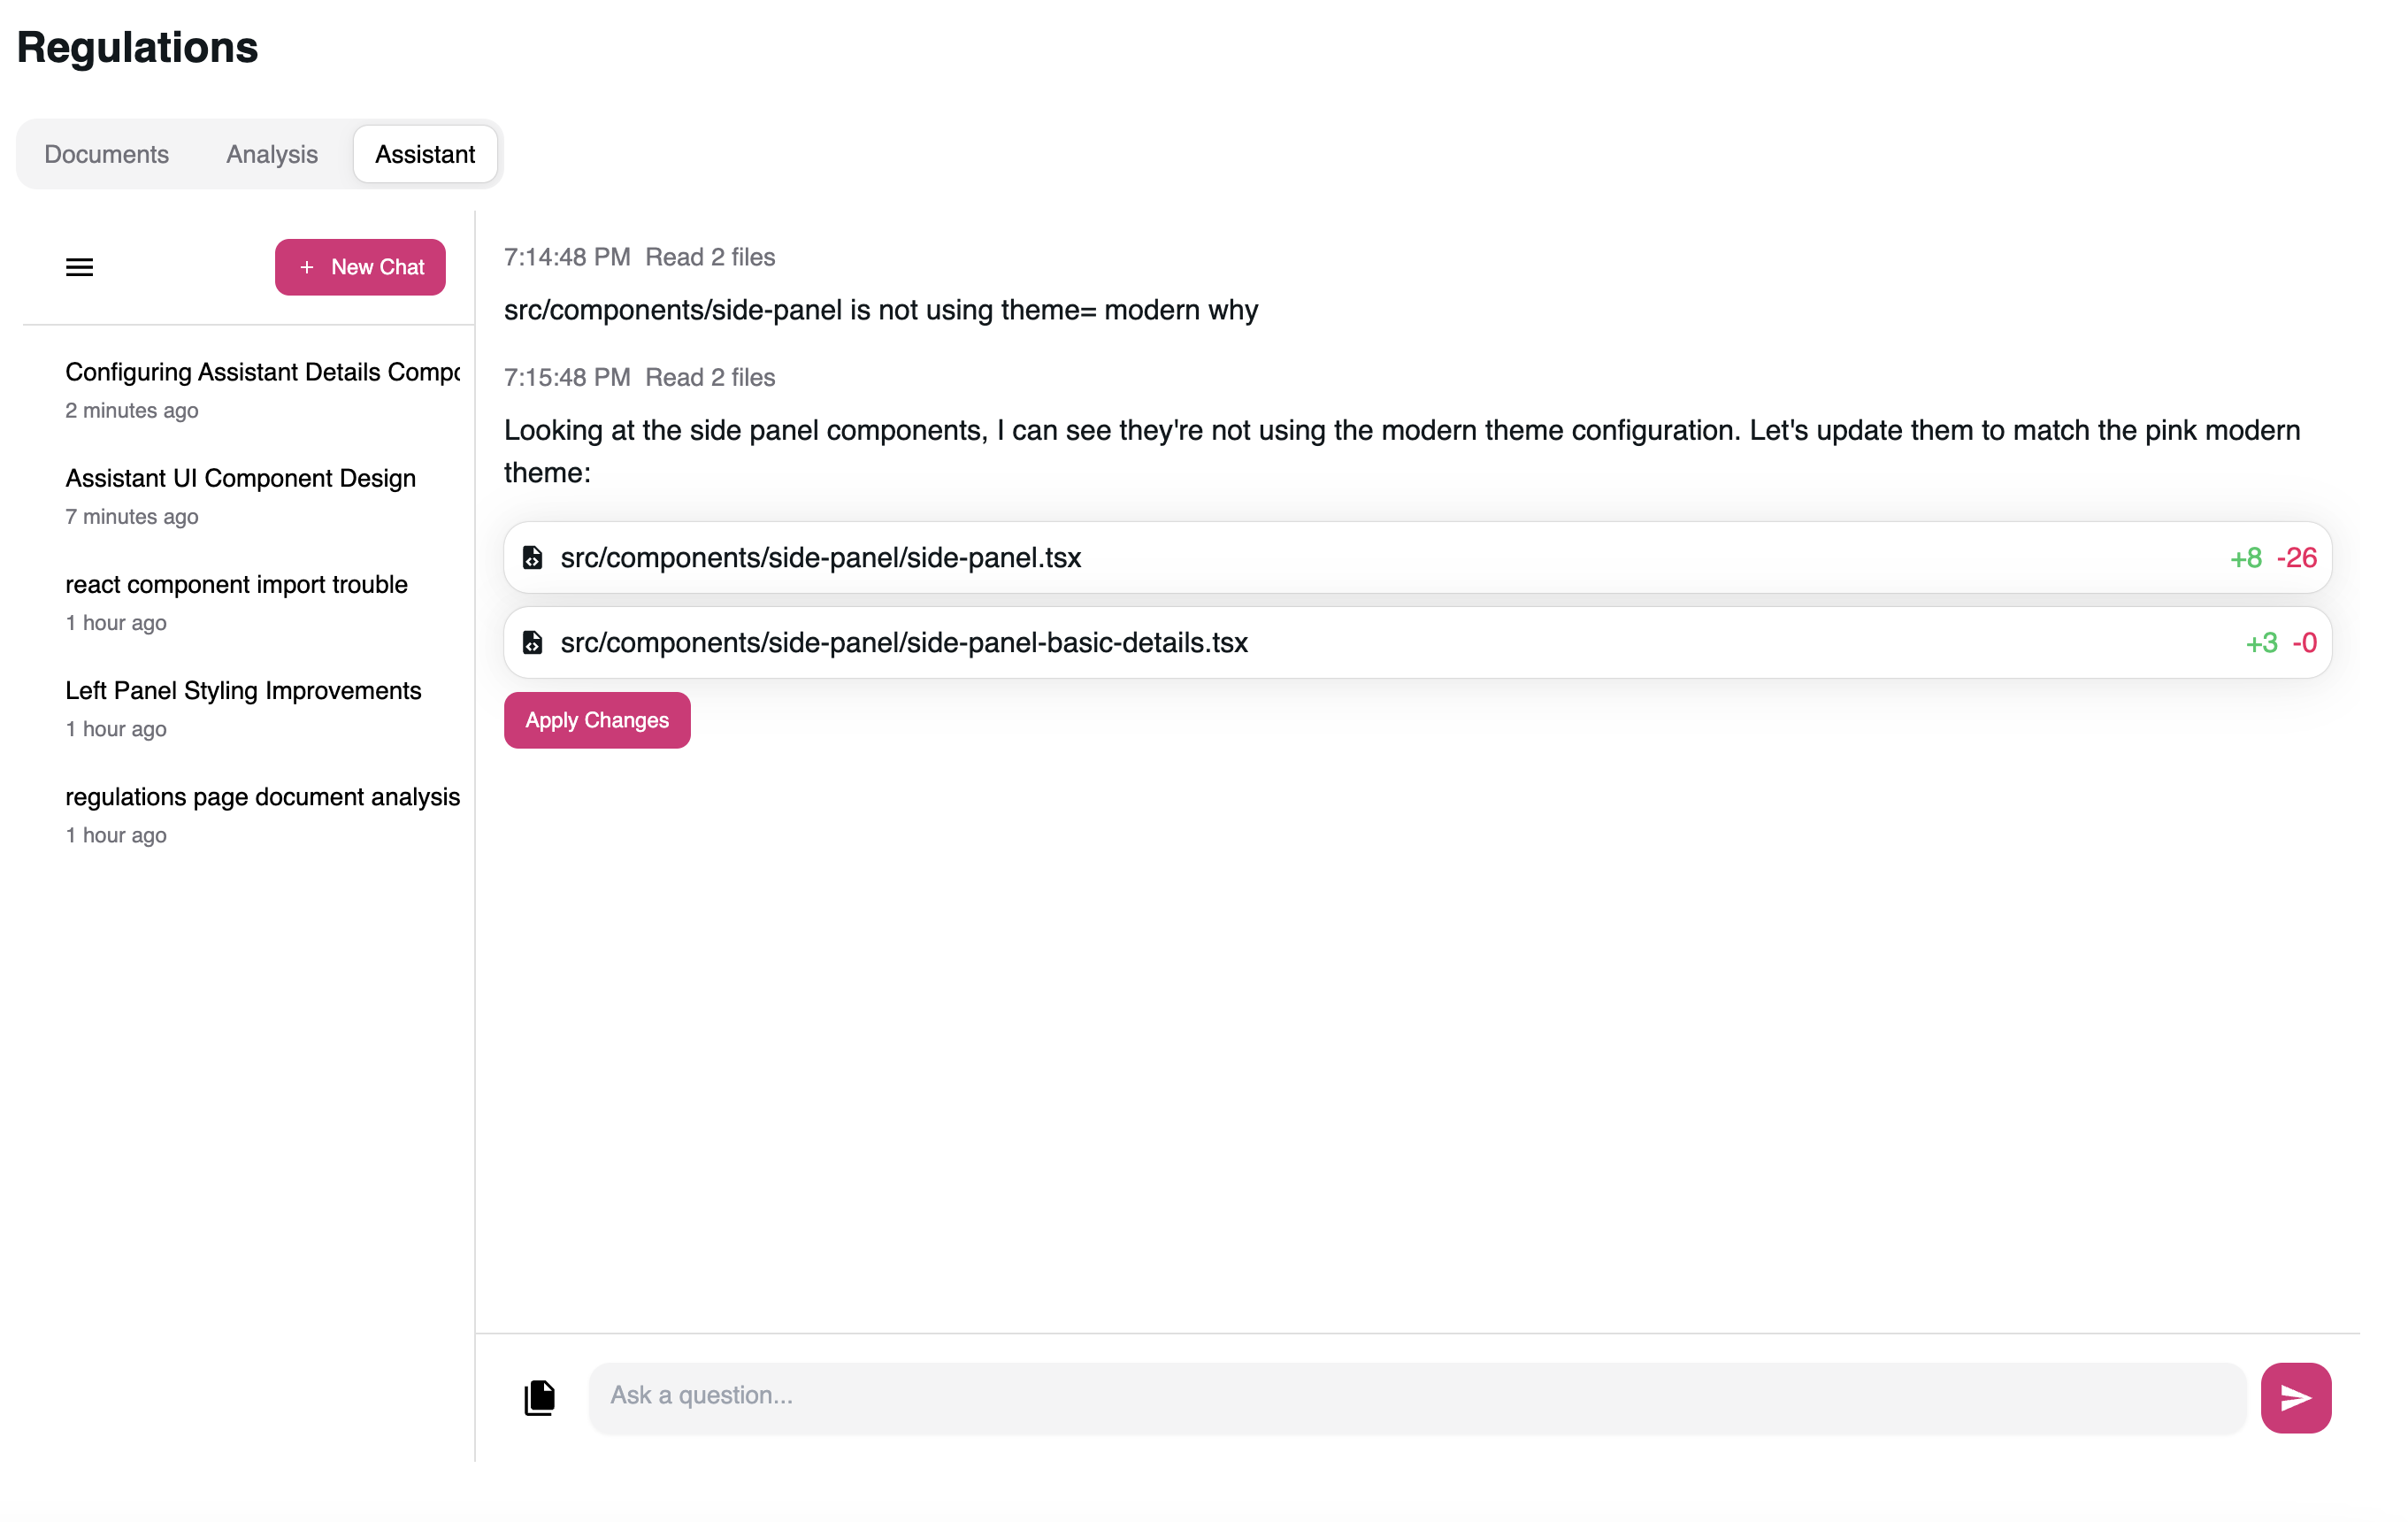 Regulations
Documents
Analysis
Assistant
+ New Chat
Configuring Assistant Details Compo
2 minutes ago
Assistant UI Component Design
7 minutes ago
react component import trouble
1 hour ago
Left Panel Styling Improvements
1 hour ago
regulations page document analysis
1 hour ago
7:14:48 PM Read 2 files
src/components/side-panel is not using theme= modern why
7:15:48 PM Read 2 files
Looking at the side panel components, I can see they're not using the modern theme configuration. Let's update them to match the pink modern
theme:
src/components/side-panel/side-panel.tsx +8 -26
src/components/side-panel/side-panel-basic-details.tsx +3 -0
Apply Changes
Ask a question...